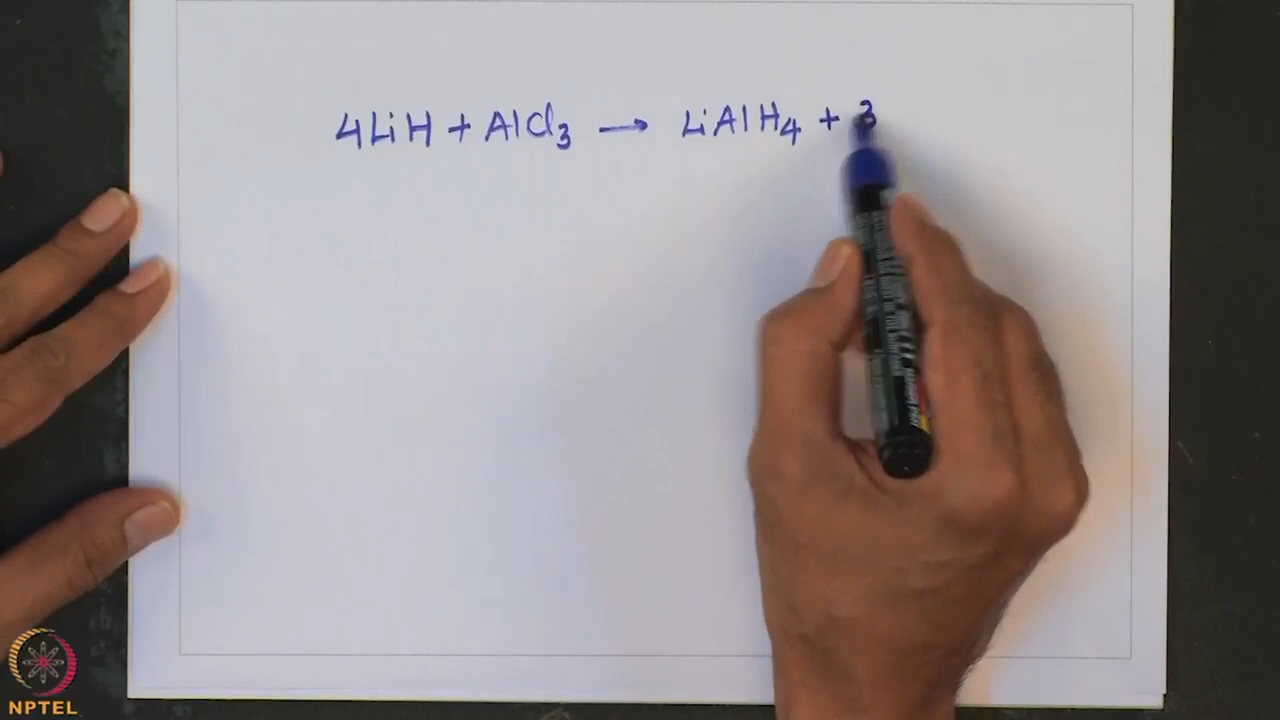 4LiH + AlCl₃ → LiAlH₄ + 3
NPTEL